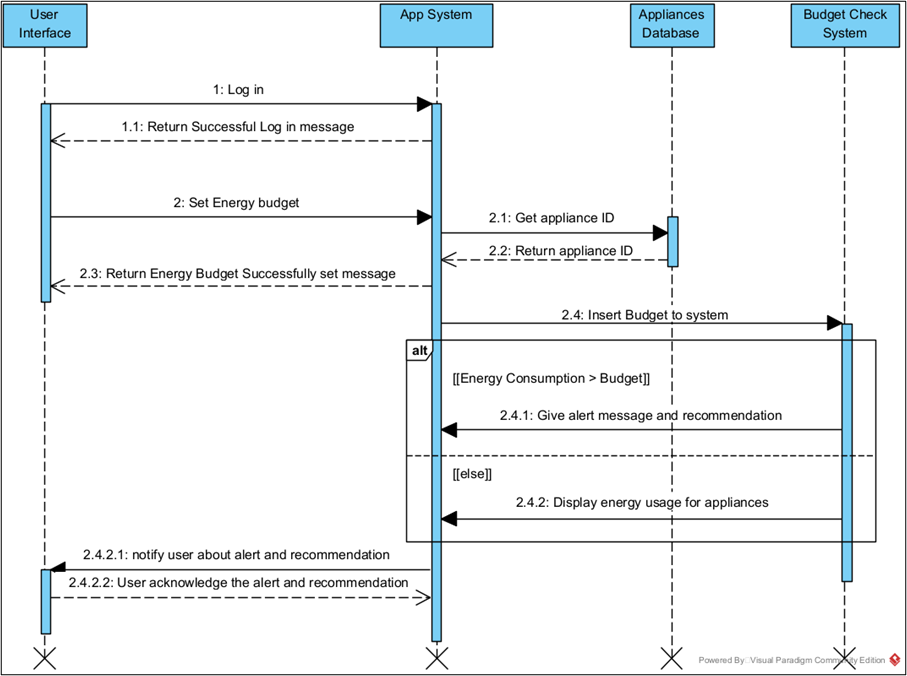 User
Interface
App System
Appliances
Database
Budget Check
System
1: Log in
1.1: Return Successful Log in message
2: Set Energy budget
2.1: Get appliance ID
2.2: Return appliance ID
2.3: Return Energy Budget Successfully set message
2.4: Insert Budget to system
alt
[[Energy Consumption > Budget]]
2.4.1: Give alert message and recommendation
[[else]]
2.4.2: Display energy usage for appliances
2.4.2.1: notify user about alert and recommendation
2.4.2.2: User acknowledge the alert and recommendation
Powered By: Visual Paradigm Community Edition